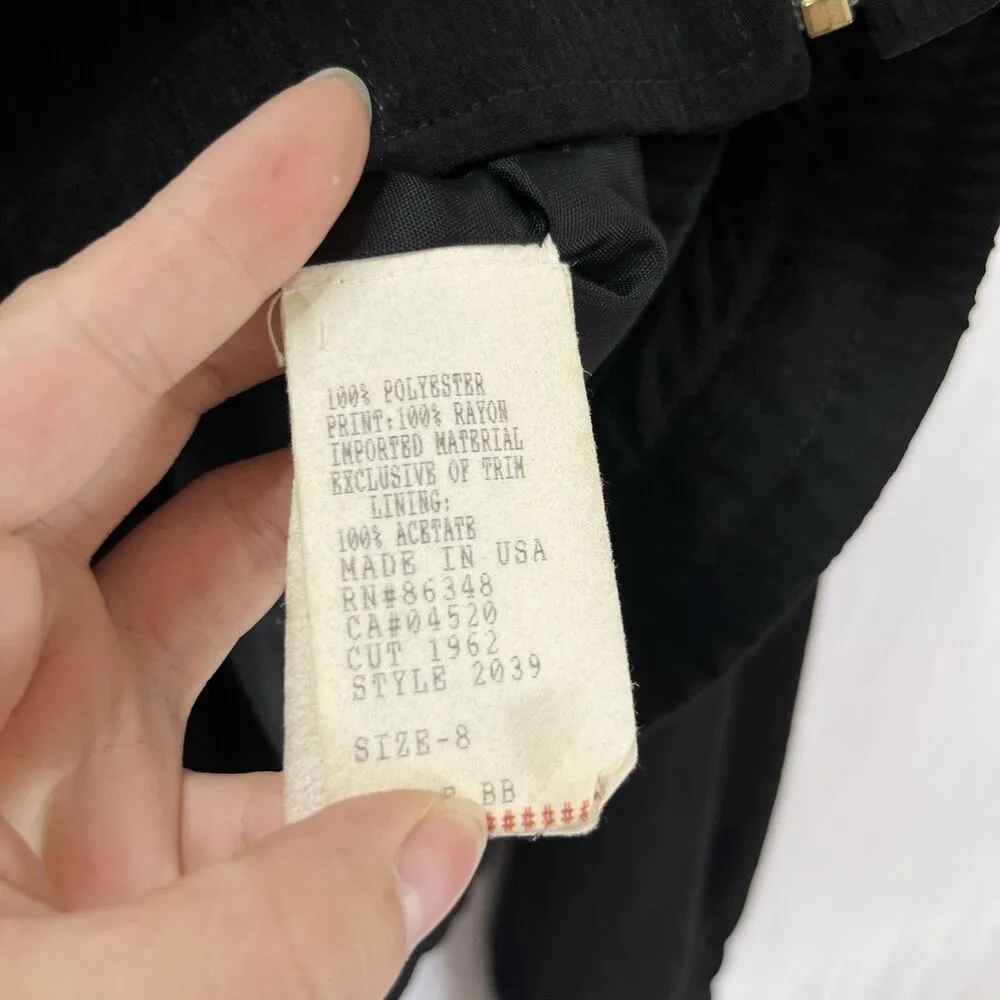 100% POLYESTER
PRINT:100% RAYON
IMPORTED MATERIAL
EXCLUSIVE OF TRIM
LINING:
100% ACETATE
MADE IN USA
RN#86348
CA#04520
CUT 1962
STYLE 2039
SIZE-8
BB
######